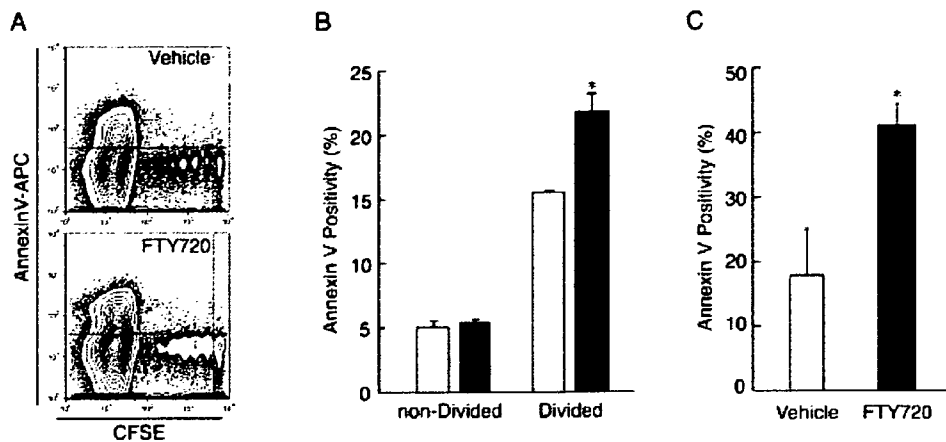 A
Vehicle
FTY720
AnnexinV-APC
CFSE
B
Annexin V Positivity (%)
25
20
15
10
5
0
*
non-Divided
Divided
C
Annexin V Positivity (%)
50
40
30
20
10
0
*
Vehicle
FTY720